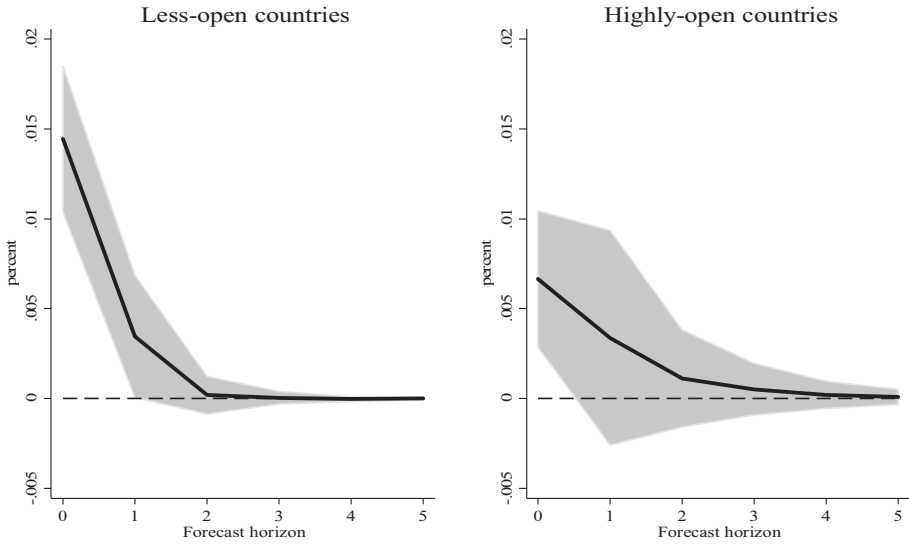 Less-open countries
.02
.015
.01
.005
0
-.005
percent
0 1 2 3 4 5
Forecast horizon
Highly-open countries
.02
.015
.01
.005
0
-.005
percent
0 1 2 3 4 5
Forecast horizon